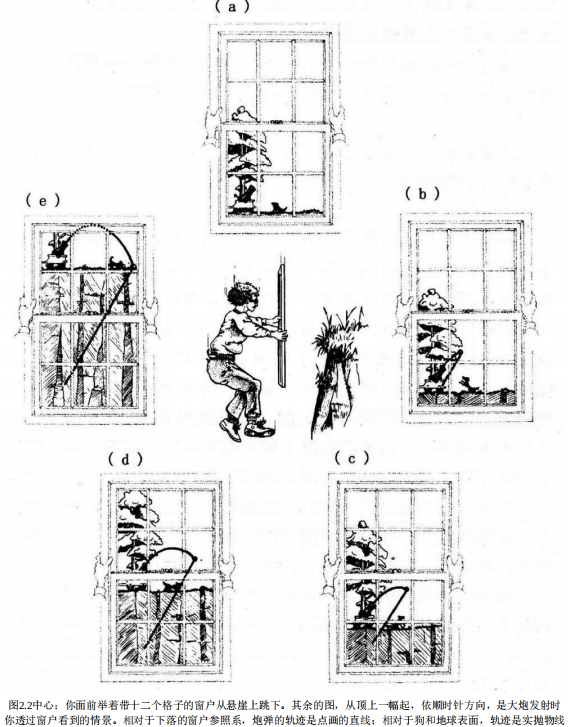 (a)
(e)
(b)
(d)
(c)
图2.2中心：你面前举着带十二个格子的窗户从悬崖上跳下。其余的图，从顶上一幅起，依顺时针方向，是大炮发射时
你透过窗户看到的情景。相对于下落的窗户参照系，炮弹的轨迹是点画的直线；相对于狗和地球表面，轨迹是实抛物线